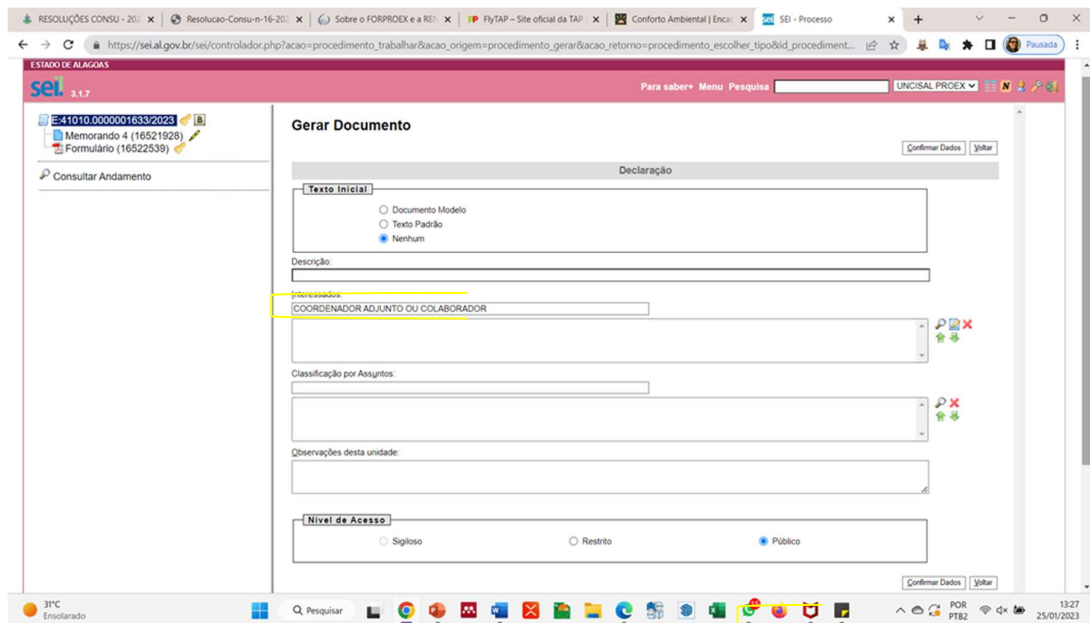 RESOLUÇÕES CONSU - 202
Resolucao-Consu-n-16-202
Sobre o FORPROEX e a REN
FlyTAP – Site oficial da TAP
Conforto Ambiental | Encac
SEI - Processo
https://sei.al.gov.br/sei/controlador.php?acao=procedimento_trabalhar&acao_origem=procedimento_gerar&acao_retorno=procedimento_escolher_tipo&id_procediment...
Pausada
ESTADO DE ALAGOAS
sei. 3.1.7
Para saber+ Menu Pesquisa
UNCISAL PROEX
E:41010.0000001633/2023
Memorando 4 (16521928)
Formulário (16522539)
Consultar Andamento
Gerar Documento
Confirmar Dados Voltar
Declaração
Texto Inicial
Documento Modelo
Texto Padrão
Nenhum
Descrição:
Interessados:
COORDENADOR ADJUNTO OU COLABORADOR
Classificação por Assuntos:
Observações desta unidade:
Nível de Acesso
Sigiloso Restrito Público
Confirmar Dados Voltar
31°C
Ensolarado
Pesquisar
POR
PTB2
13:27
25/01/2023